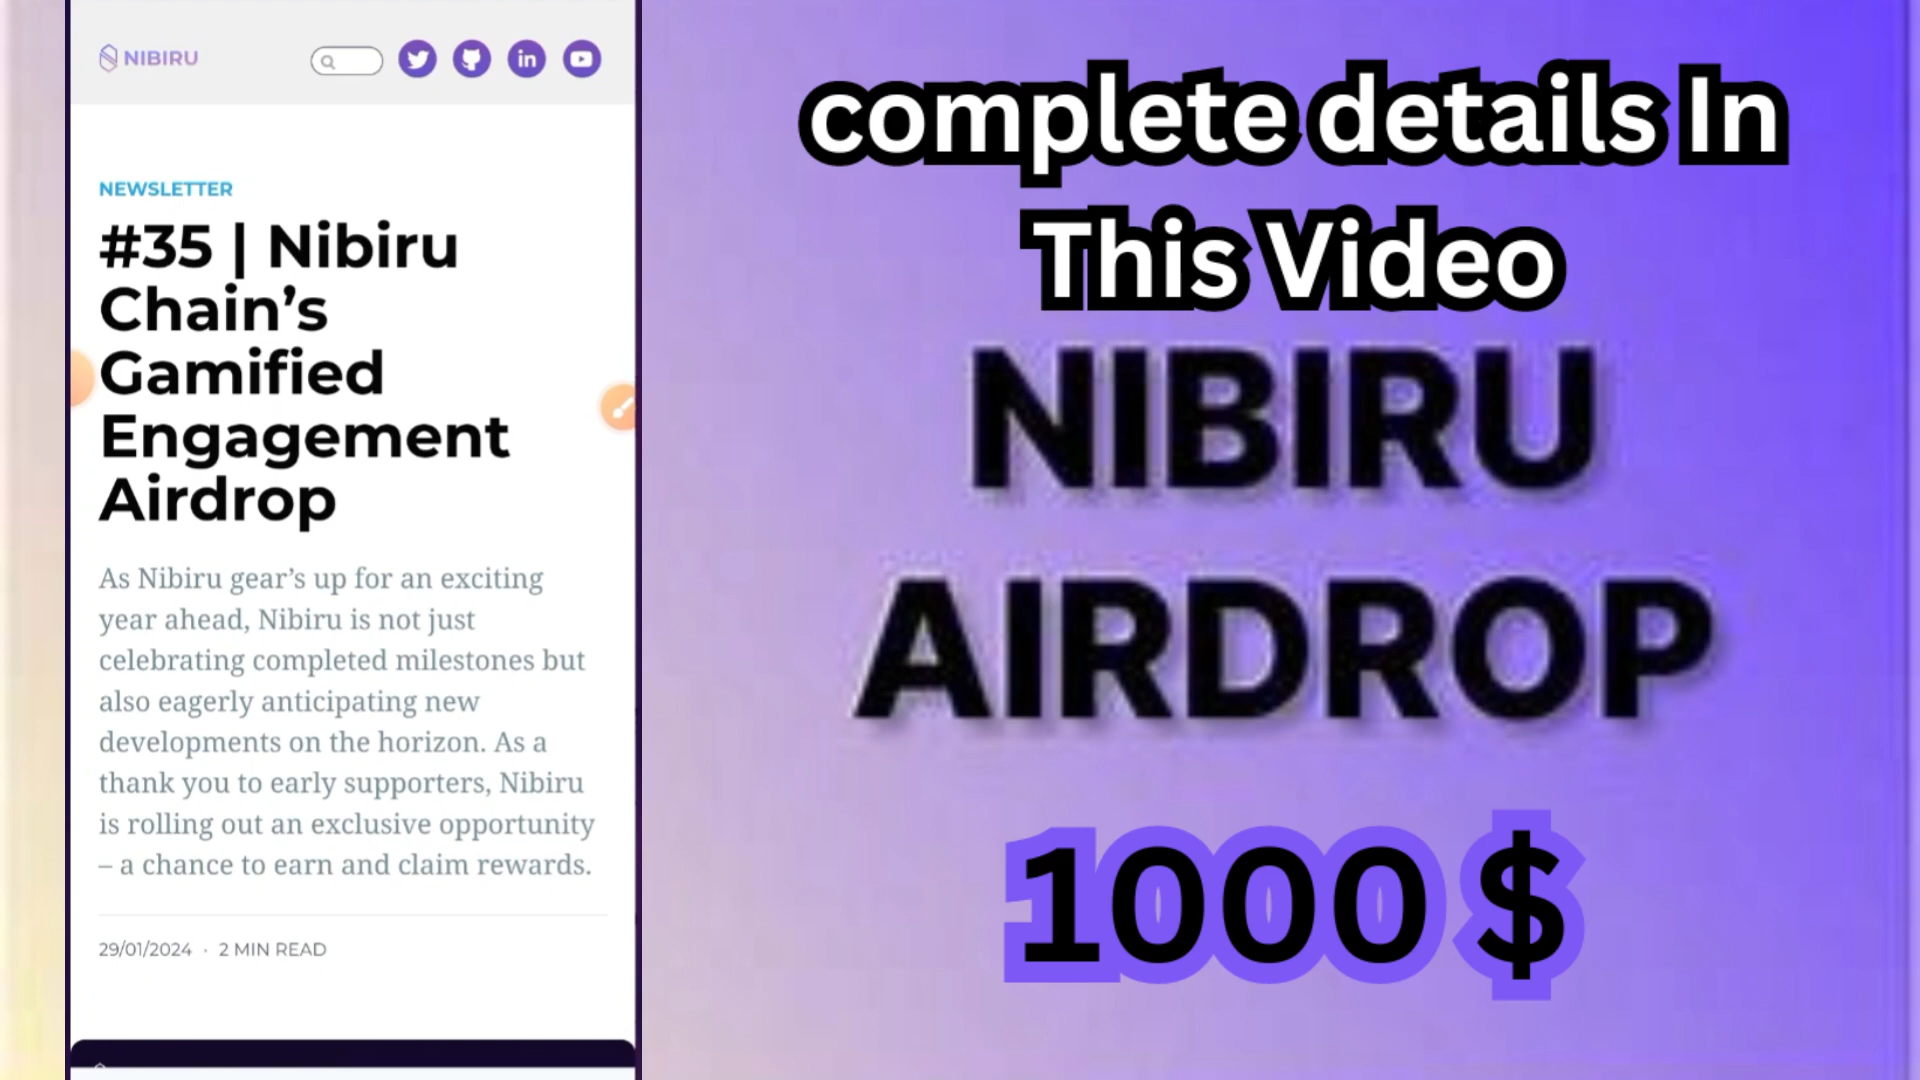 NIBIRU
NEWSLETTER
#35 | Nibiru
Chain’s
Gamified
Engagement
Airdrop
As Nibiru gear’s up for an exciting
year ahead, Nibiru is not just
celebrating completed milestones but
also eagerly anticipating new
developments on the horizon. As a
thank you to early supporters, Nibiru
is rolling out an exclusive opportunity
– a chance to earn and claim rewards.
29/01/2024 · 2 MIN READ
complete details In
This Video
NIBIRU
AIRDROP
1000 $